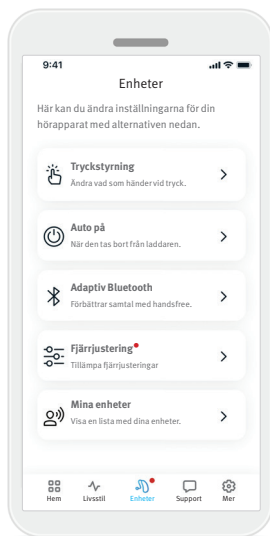 9:41
Enheter
Här kan du ändra inställningarna för din
hörapparat med alternativen nedan.
Tryckstyrning
Ändra vad som händer vid tryck.
Auto på
När den tas bort från laddaren.
Adaptiv Bluetooth
Förbättrar samtal med handsfree.
Fjärrjustering
Tillämpa fjärrjusteringar
Mina enheter
Visa en lista med dina enheter.
Hem Livsstil Enheter Support Mer